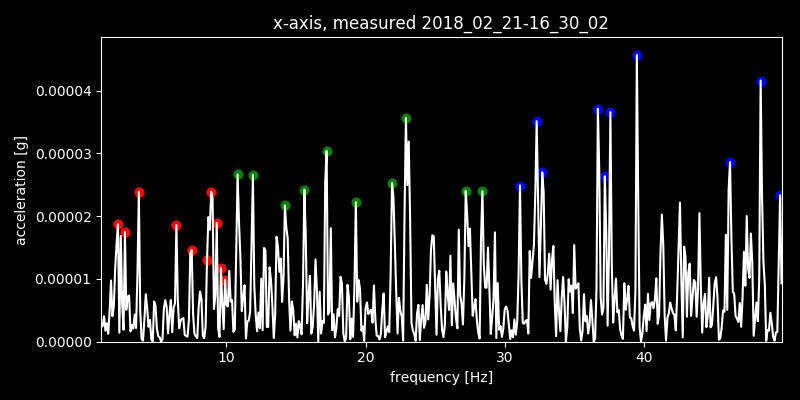 x-axis, measured 2018_02_21-16_30_02
acceleration [g]
0.00004
0.00003
0.00002
0.00001
0.00000
10 20 30 40
frequency [Hz]